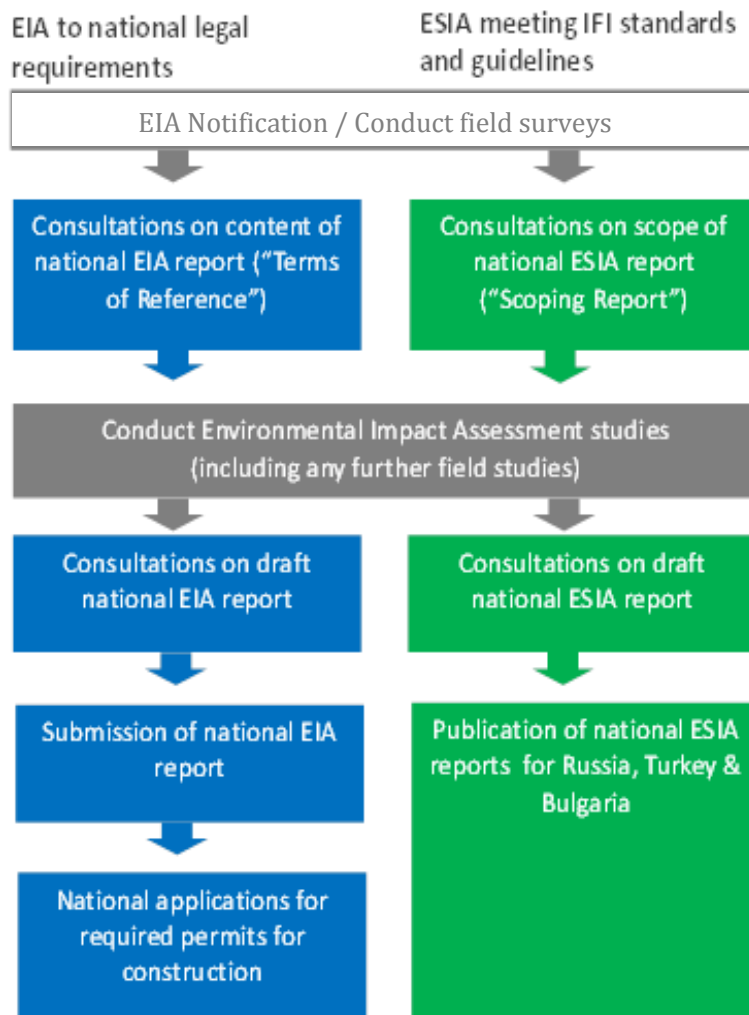 EIA to national legal
requirements
ESIA meeting IFI standards
and guidelines
EIA Notification / Conduct field surveys
Consultations on content of
national EIA report (“Terms
of Reference”)
Consultations on scope of
national ESIA report
(“Scoping Report”)
Conduct Environmental Impact Assessment studies
(including any further field studies)
Consultations on draft
national EIA report
Consultations on draft
national ESIA report
Submission of national EIA
report
Publication of national ESIA
reports for Russia, Turkey &
Bulgaria
National applications for
required permits for
construction